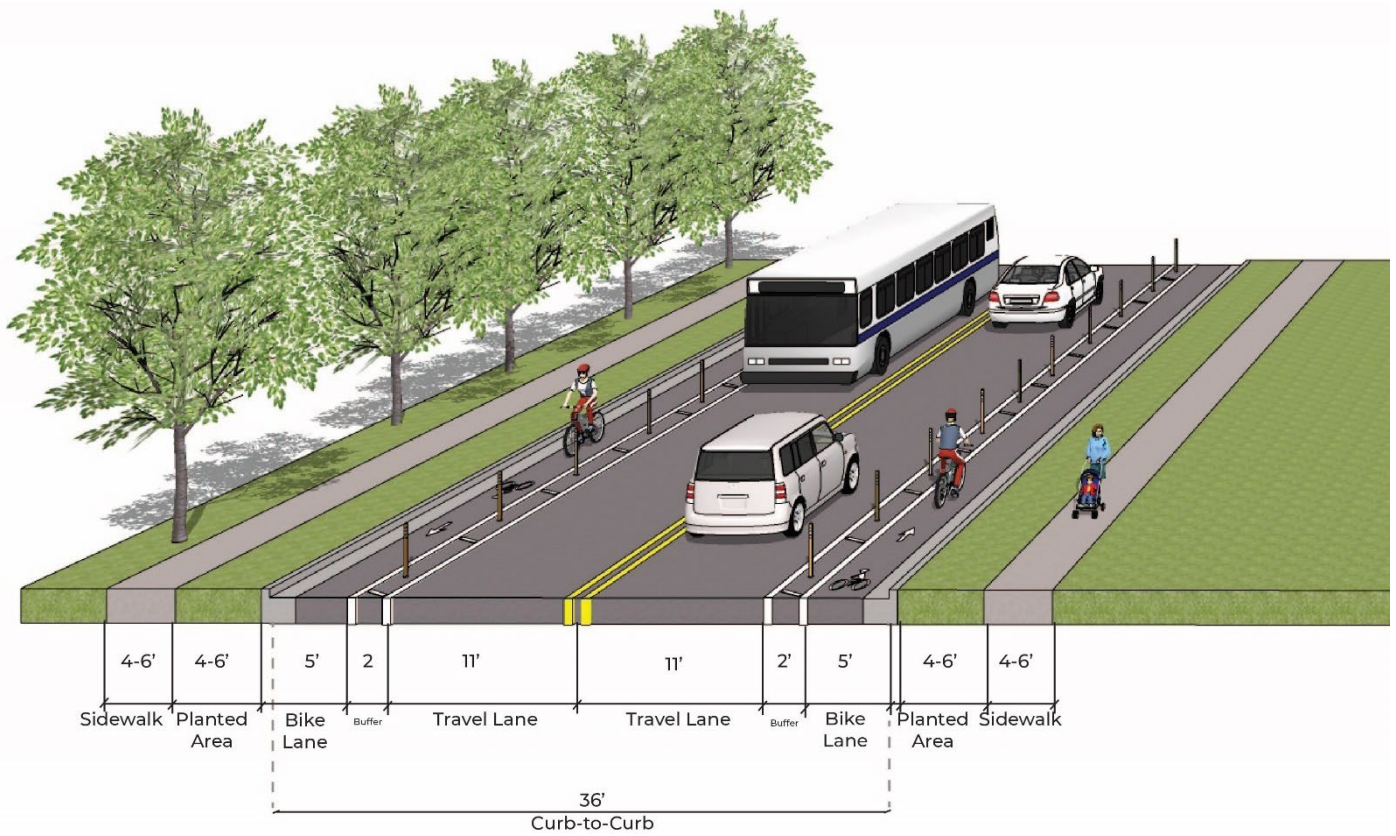 4-6’ 4-6’ 5’ 2 11’ 11’ 2’ 5’ 4-6’ 4-6’
Sidewalk Planted Bike Buffer Travel Lane Travel Lane Buffer Bike Planted Sidewalk
Area Lane Lane Area
36’
Curb-to-Curb